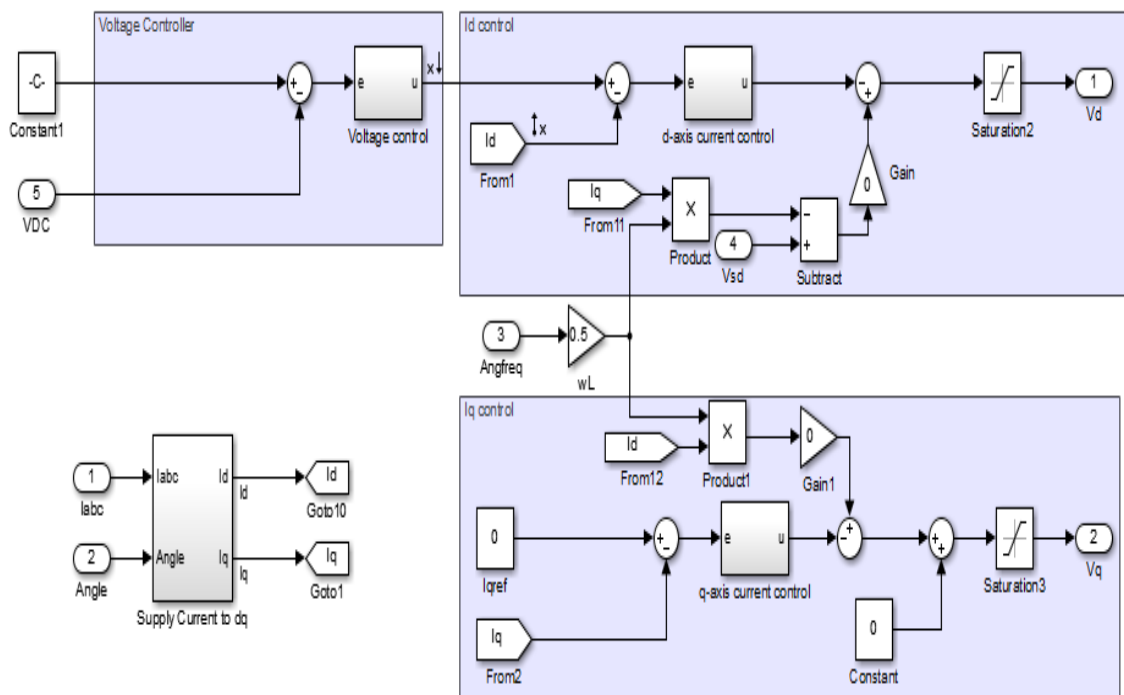 Voltage Controller
-C-
Constant1
5
VDC
+
-
e u
Voltage control
x
Id control
Id
From1
x
+
-
e u
d-axis current control
-
+
Saturation2
1
Vd
Iq
From11
X
Product
4
Vsd
-
+
Subtract
0
Gain
3
Angfreq
0.5
wL
1
Iabc
2
Angle
Iabc Id
Angle Iq
Supply Current to dq
Id
Iq
Id
Goto10
Iq
Goto1
Iq control
Id
From12
X
Product1
0
Gain1
0
Iqref
Iq
From2
+
-
e u
q-axis current control
-
+
+
+
0
Constant
Saturation3
2
Vq